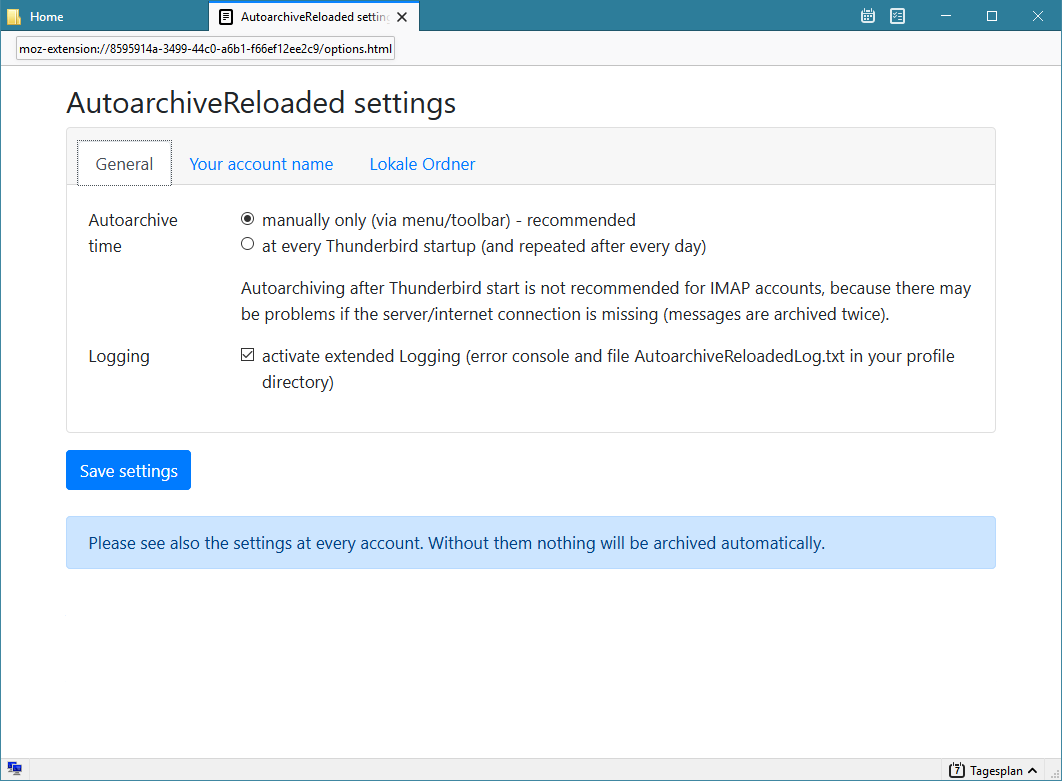 Home
AutoarchiveReloaded setting
moz-extension://8595914a-3499-44c0-a6b1-f66ef12ee2c9/options.html
AutoarchiveReloaded settings
General Your account name Lokale Ordner
Autoarchive time
manually only (via menu/toolbar) - recommended
at every Thunderbird startup (and repeated after every day)
Autoarchiving after Thunderbird start is not recommended for IMAP accounts, because there may
be problems if the server/internet connection is missing (messages are archived twice).
Logging
activate extended Logging (error console and file AutoarchiveReloadedLog.txt in your profile
directory)
Save settings
Please see also the settings at every account. Without them nothing will be archived automatically.
7 Tagesplan